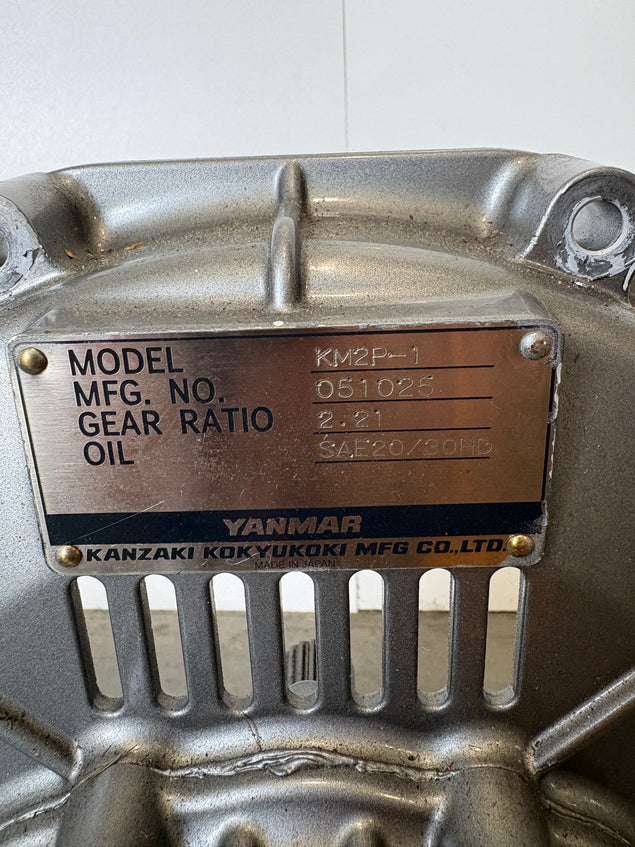 MODEL KM2P-1
MFG. NO. 051025
GEAR RATIO 2.21
OIL SAE20/30HD
YANMAR
KANZAKI KOKYUKOKI MFG CO.,LTD.
MADE IN JAPAN